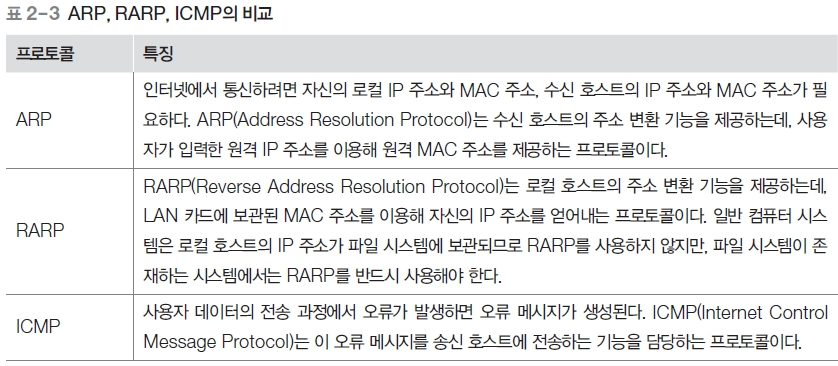 표 2-3 ARP, RARP, ICMP의 비교
프로토콜 특징
ARP
인터넷에서 통신하려면 자신의 로컬 IP 주소와 MAC 주소, 수신 호스트의 IP 주소와 MAC 주소가 필
요하다. ARP(Address Resolution Protocol)는 수신 호스트의 주소 변환 기능을 제공하는데, 사용
자가 입력한 원격 IP 주소를 이용해 원격 MAC 주소를 제공하는 프로토콜이다.
RARP
RARP(Reverse Address Resolution Protocol)는 로컬 호스트의 주소 변환 기능을 제공하는데,
LAN 카드에 보관된 MAC 주소를 이용해 자신의 IP 주소를 얻어내는 프로토콜이다. 일반 컴퓨터 시스
템은 로컬 호스트의 IP 주소가 파일 시스템에 보관되므로 RARP를 사용하지 않지만, 파일 시스템이 존
재하는 시스템에서는 RARP를 반드시 사용해야 한다.
ICMP
사용자 데이터의 전송 과정에서 오류가 발생하면 오류 메시지가 생성된다. ICMP(Internet Control
Message Protocol)는 이 오류 메시지를 송신 호스트에 전송하는 기능을 담당하는 프로토콜이다.